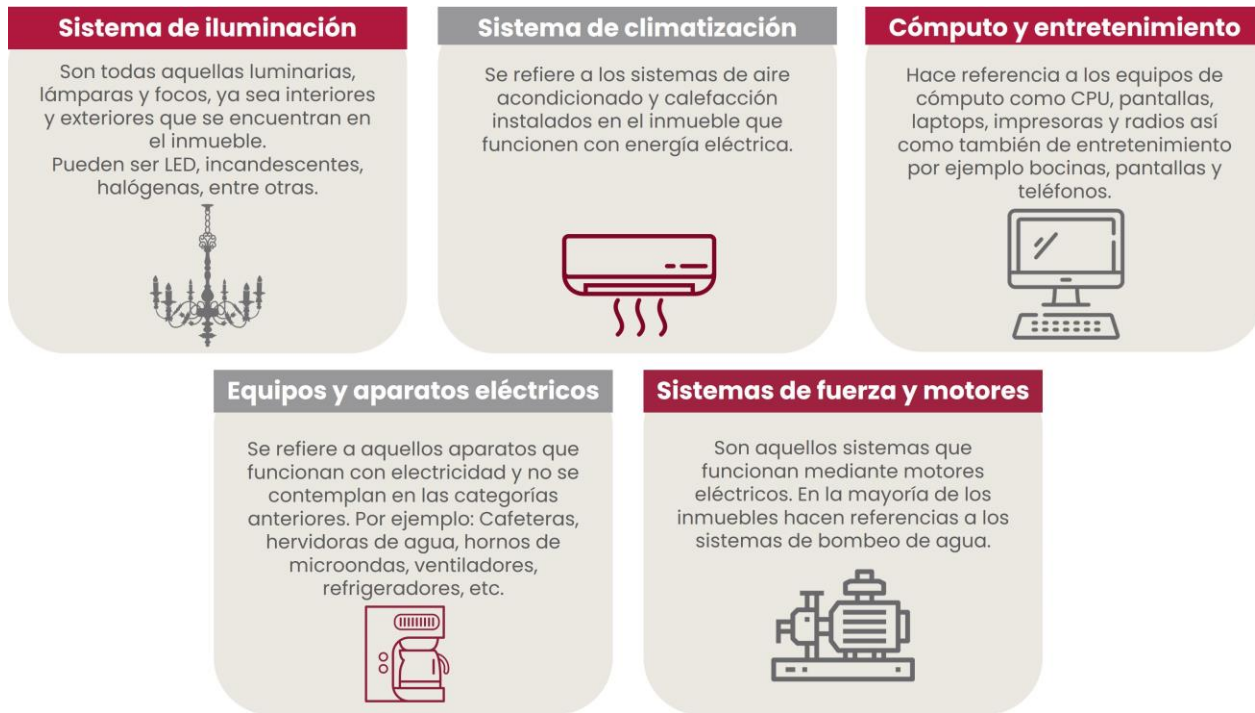 Sistema de iluminación
Son todas aquellas luminarias,
lámparas y focos, ya sea interiores
y exteriores que se encuentran en
el inmueble.
Pueden ser LED, incandescentes,
halógenas, entre otras.
Sistema de climatización
Se refiere a los sistemas de aire
acondicionado y calefacción
instalados en el inmueble que
funcionen con energía eléctrica.
Cómputo y entretenimiento
Hace referencia a los equipos de
cómputo como CPU, pantallas,
laptops, impresoras y radios así
como también de entretenimiento
por ejemplo bocinas, pantallas y
teléfonos.
Equipos y aparatos eléctricos
Se refiere a aquellos aparatos que
funcionan con electricidad y no se
contemplan en las categorías
anteriores. Por ejemplo: Cafeteras,
hervidoras de agua, hornos de
microondas, ventiladores,
refrigeradores, etc.
Sistemas de fuerza y motores
Son aquellos sistemas que
funcionan mediante motores
eléctricos. En la mayoría de los
inmuebles hacen referencias a los
sistemas de bombeo de agua.